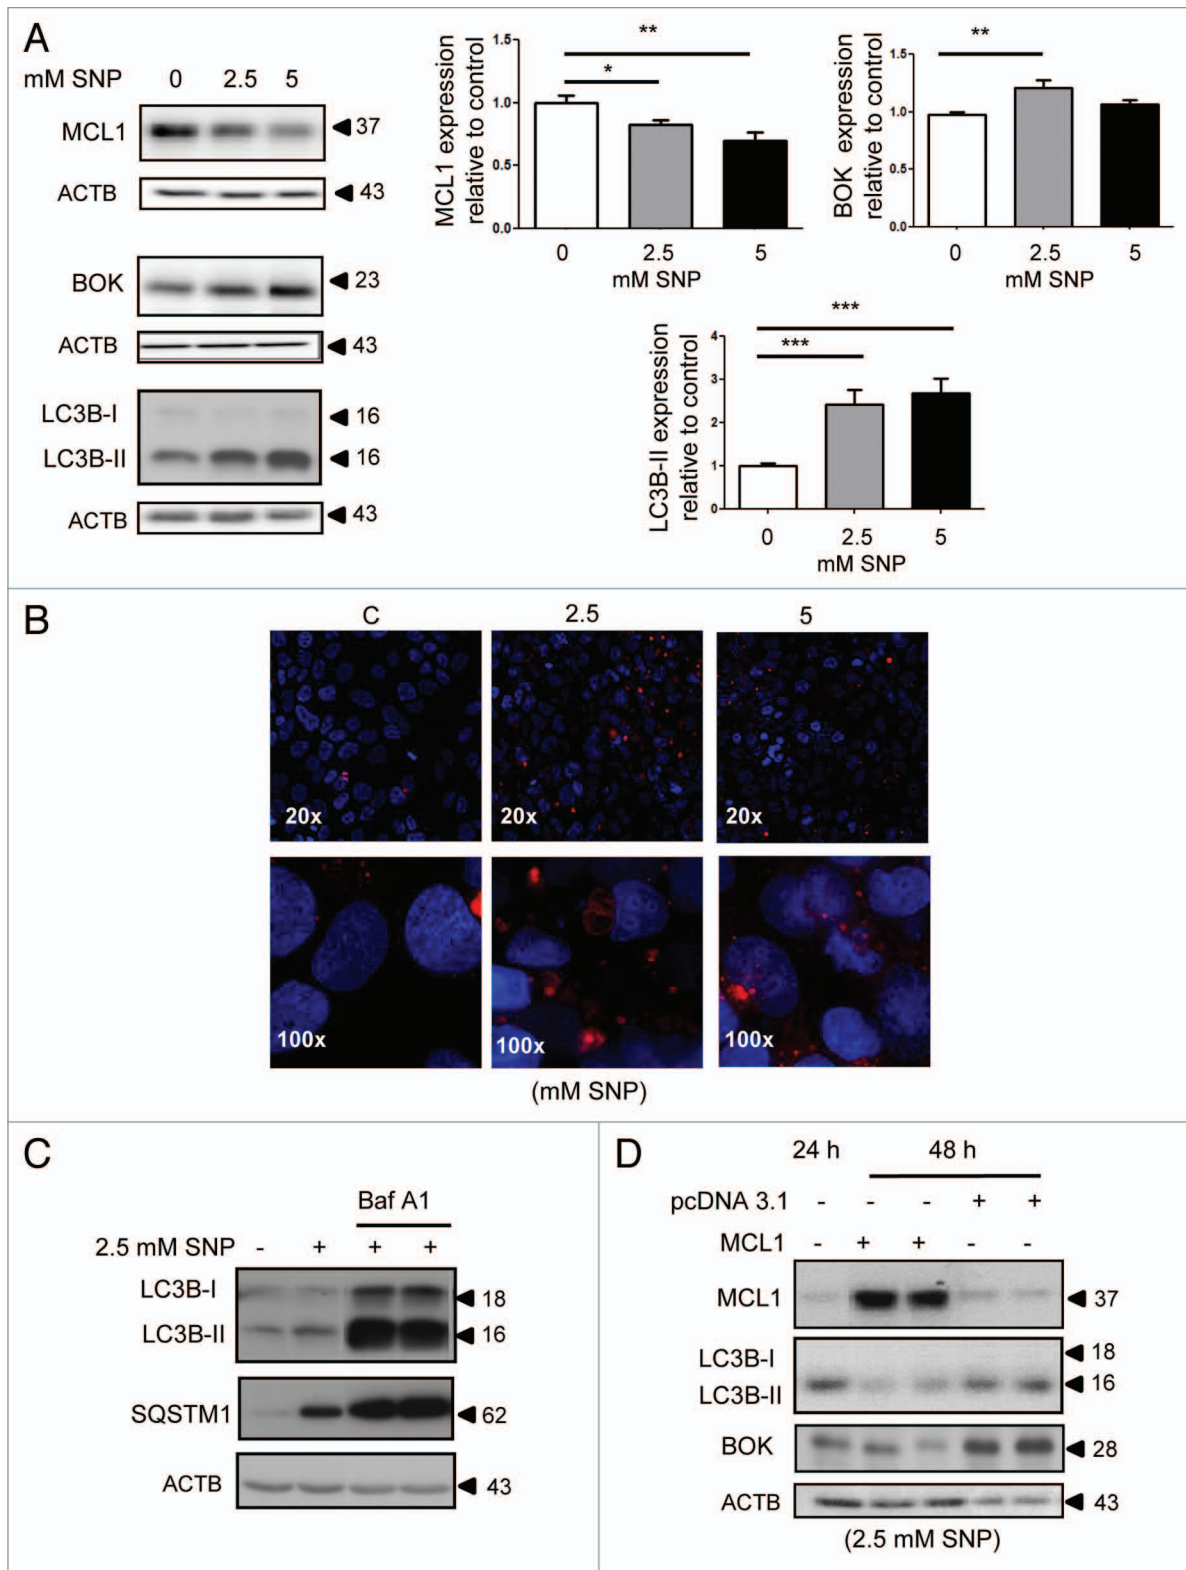 A
mM SNP 0 2.5 5
MCL1 37
ACTB 43
BOK 23
ACTB 43
LC3B-I 16
LC3B-II 16
ACTB 43
MCL1 expression
relative to control
1.5
1.0
0.5
0.0
*
**
0 2.5 5
mM SNP
BOK expression
relative to control
1.5
1.0
0.5
0.0
**
0 2.5 5
mM SNP
LC3B-II expression
relative to control
4
3
2
1
0
***
***
0 2.5 5
mM SNP
B
C 2.5 5
20x 20x 20x
100x 100x 100x
(mM SNP)
C
Baf A1
2.5 mM SNP - + + +
LC3B-I 18
LC3B-II 16
SQSTM1 62
ACTB 43
D
24 h 48 h
pcDNA 3.1 - - - + +
MCL1 - + + - -
MCL1 37
LC3B-I 18
LC3B-II 16
BOK 28
ACTB 43
(2.5 mM SNP)